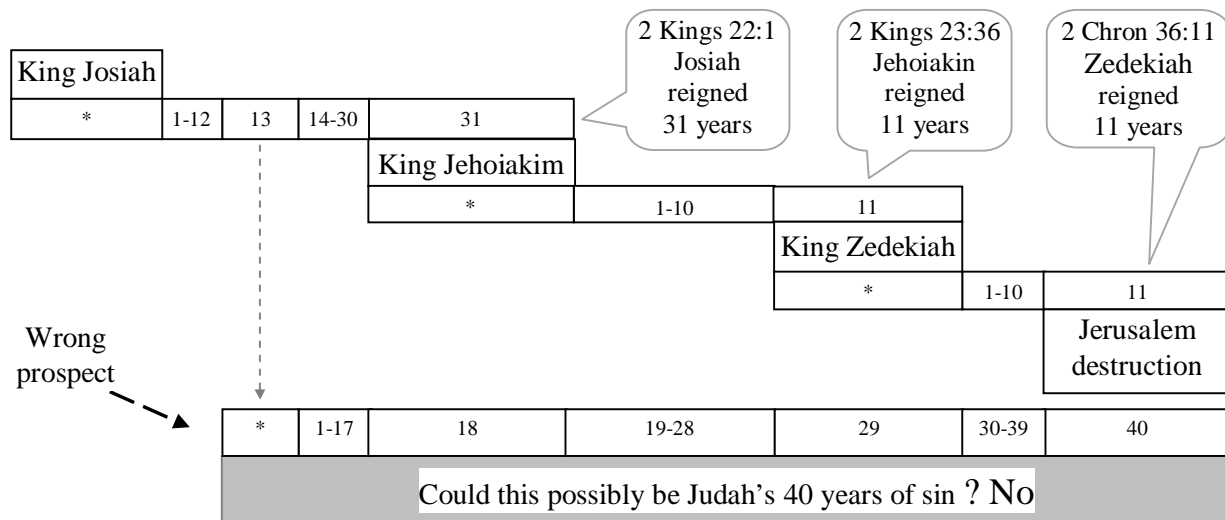 2 Kings 22:1
Josiah
reigned
31 years
2 Kings 23:36
Jehoiakin
reigned
11 years
2 Chron 36:11
Zedekiah
reigned
11 years
King Josiah
* 1-12 13 14-30 31
King Jehoiakim
* 1-10 11
King Zedekiah
* 1-10 11
Jerusalem
destruction
Wrong
prospect
* 1-17 18 19-28 29 30-39 40
Could this possibly be Judah’s 40 years of sin ? No